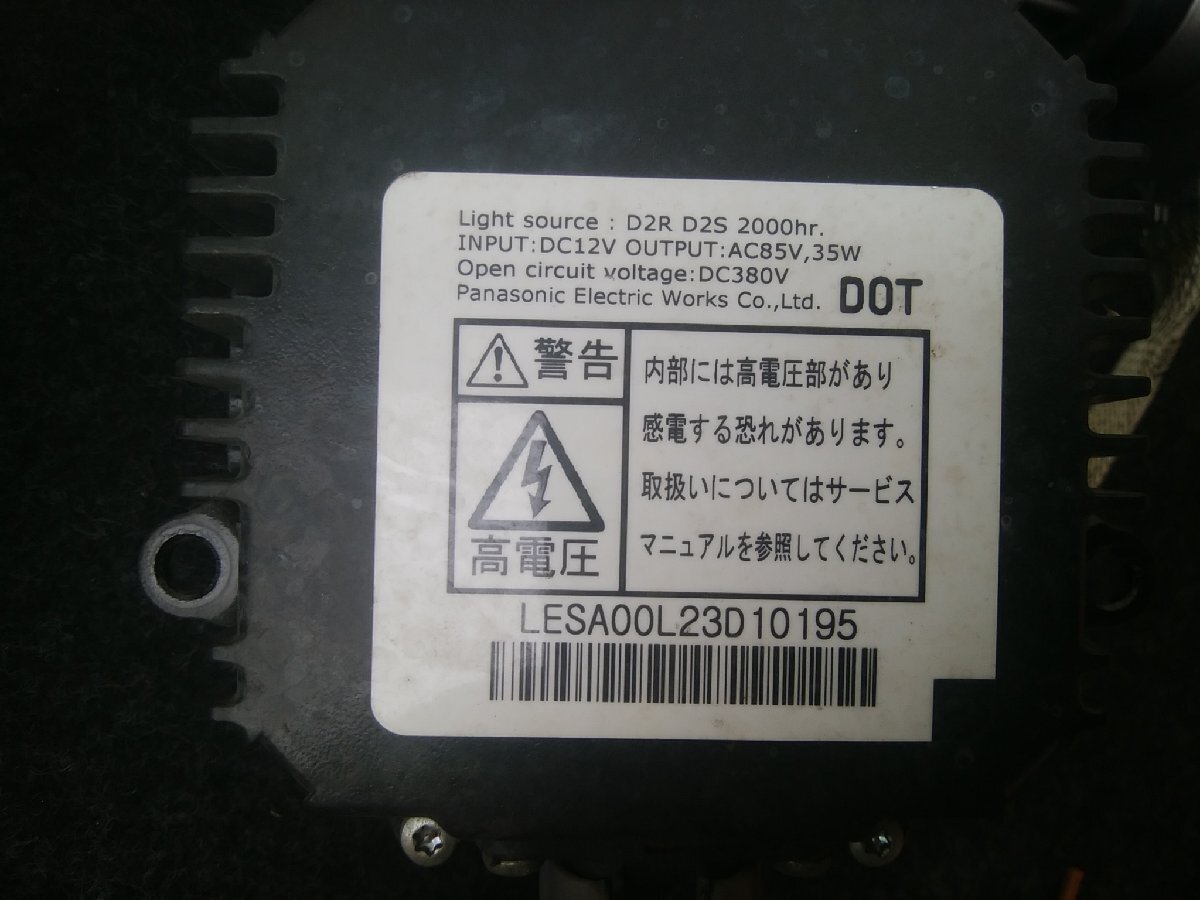 Light source : D2R D2S 2000hr.
INPUT:DC12V OUTPUT:AC85V,35W
Open circuit voltage:DC380V
Panasonic Electric Works Co.,Ltd. DOT
警告
高電圧
内部には高電圧部があり
感電する恐れがあります。
取扱いについてはサービス
マニュアルを参照してください。
LESA00L23D10195